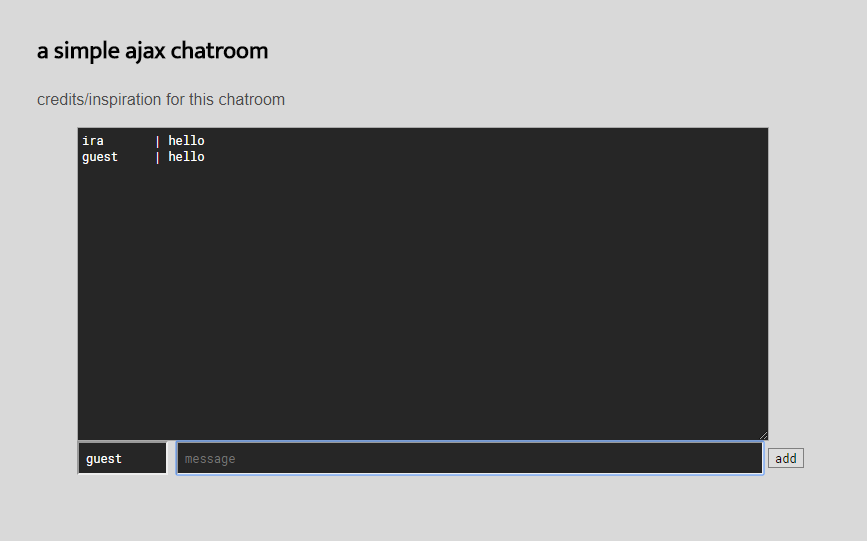 a simple ajax chatroom
credits/inspiration for this chatroom
ira | hello
guest | hello
guest message add